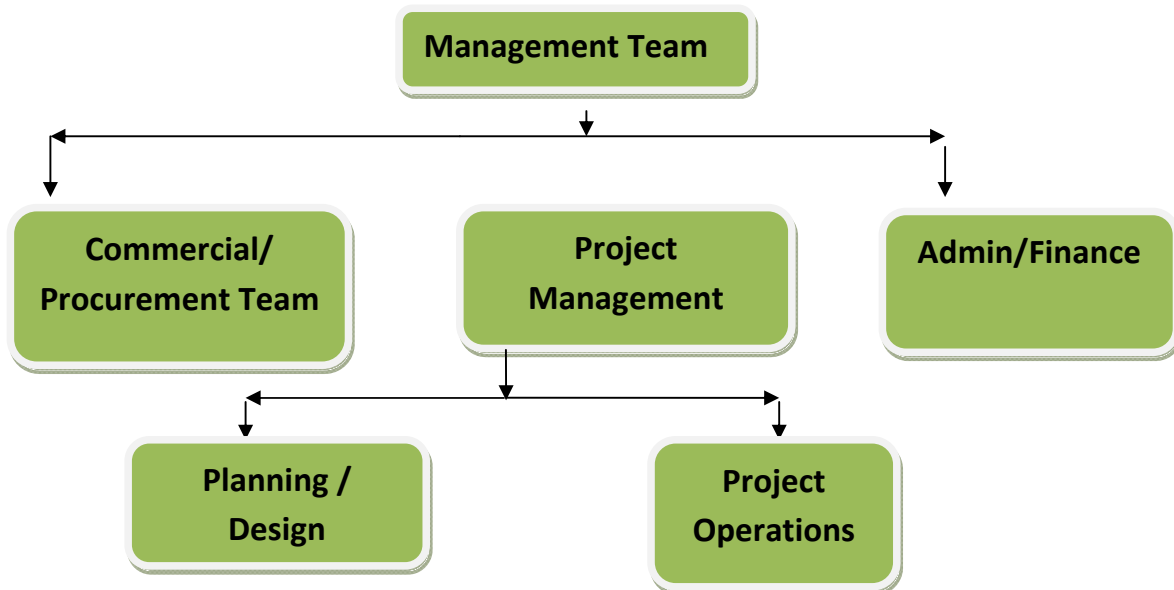 Management Team
Commercial/
Procurement Team
Project
Management
Admin/Finance
Planning /
Design
Project
Operations